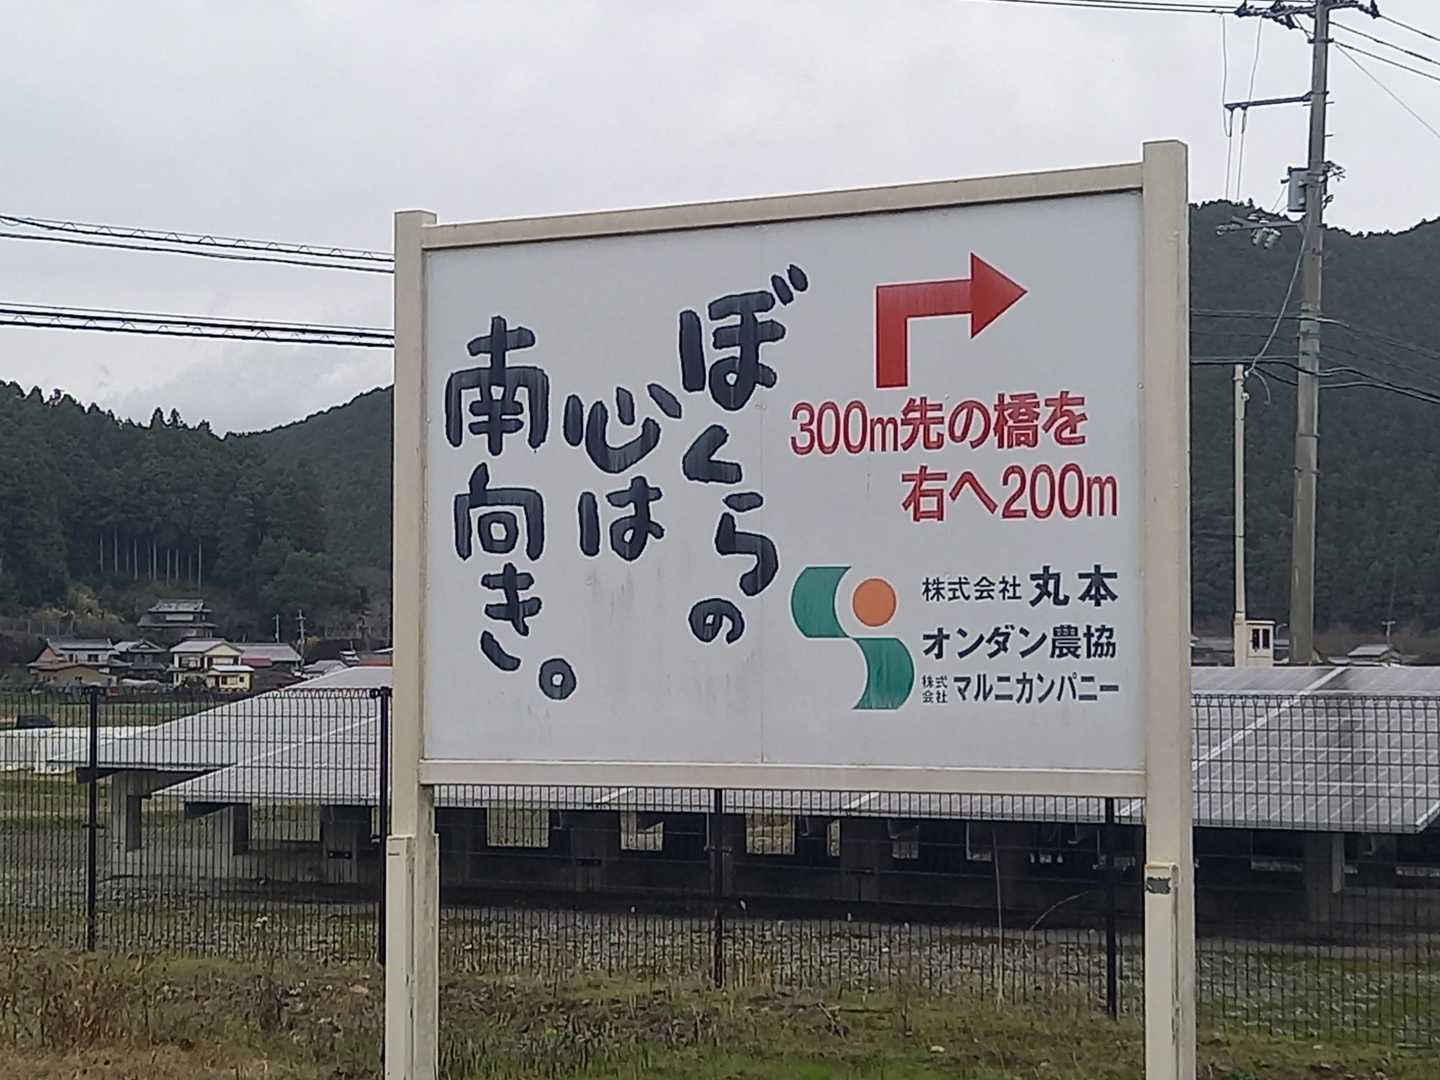 ぼくらの
心は
南向き。
300m先の橋を
右へ200m
株式会社 丸本
オンダン農協
株式会社 マルニカンパニー